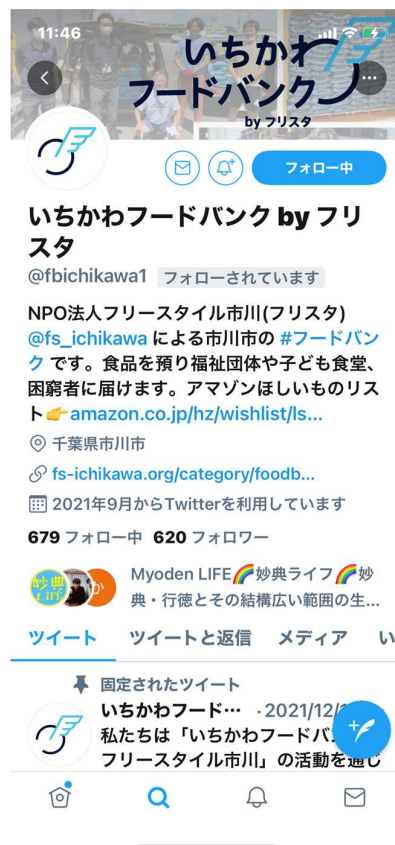 11:46
いちかわ
フードバンク
by フリスタ
フォロー中
いちかわフードバンク by フリ
スタ
@fbichikawa1 フォローされています
NPO法人フリースタイル市川(フリスタ)
@fs_ichikawa による市川市の #フードバン
ク です。食品を預り福祉団体や子ども食堂、
困窮者に届けます。アマゾンほしいものリス
ト👉amazon.co.jp/hz/wishlist/ls...
千葉県市川市
fs-ichikawa.org/category/foodb...
2021年9月からTwitterを利用しています
679 フォロー中 620 フォロワー
妙典
LIFE
か
Myoden LIFE🌈妙典ライフ🌈妙
典・行徳とその結構広い範囲の生...
ツイート ツイートと返信 メディア い
固定されたツイート
いちかわフード… ・2021/12/
私たちは「いちかわフードバ
フリースタイル市川」の活動を通じ